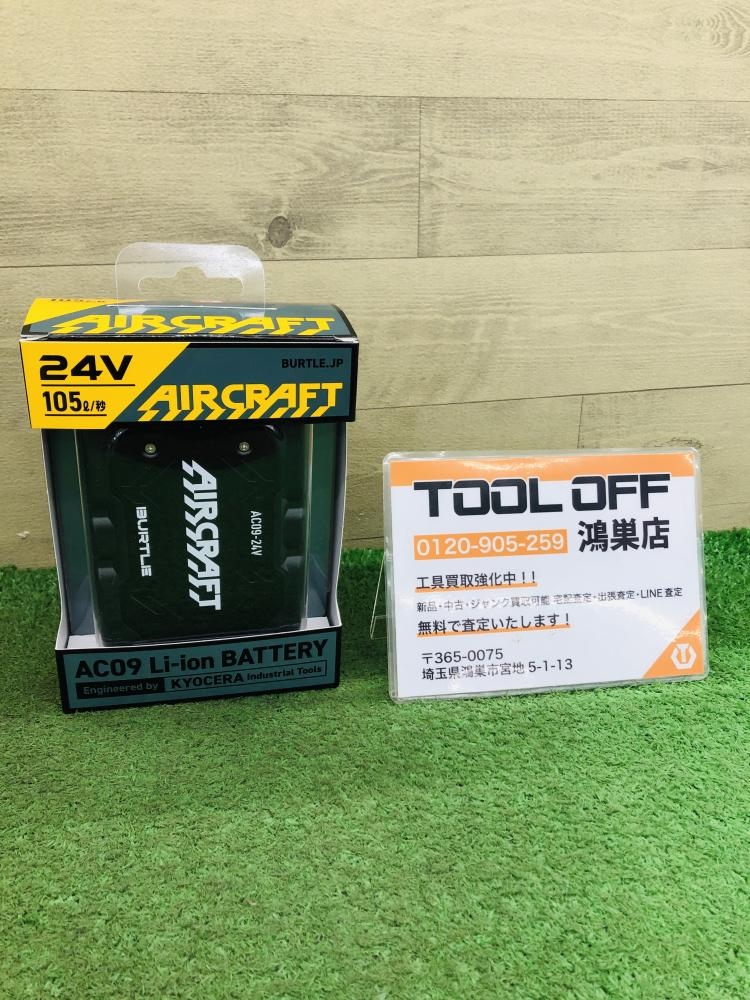 AIRCRAFT
24V
BURTLE.JP
105ℓ/秒
AIRCRAFT
AIRCRAFT
BURTLE
AC09-24V
AC09 Li-ion BATTERY
Engineered by KYOCERA Industrial Tools
TOOL OFF
0120-905-259 鴻巣店
工具買取強化中！！
新品・中古・ジャンク買取可能 宅配査定・出張査定・LINE査定
無料で査定いたします！
〒365-0075
埼玉県鴻巣市宮地 5-1-13